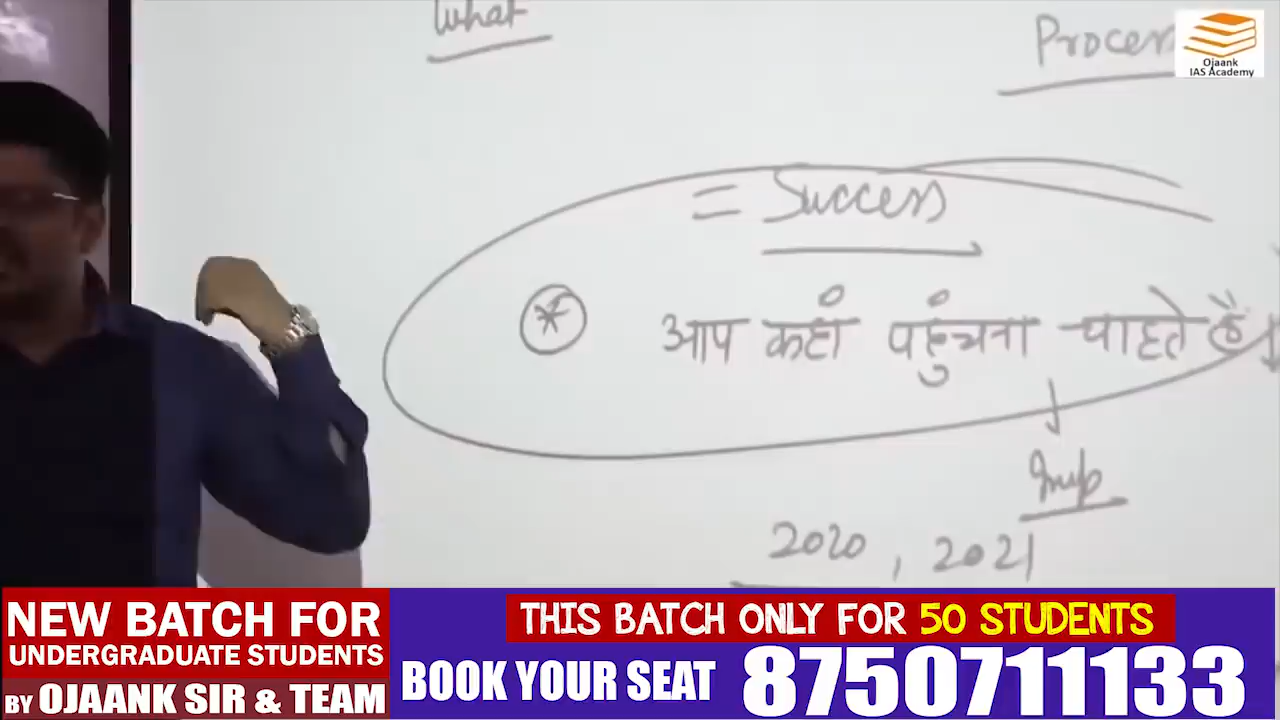 What
Process
Ojaank
IAS Academy
= Success
* आप कहां पहुंचना चाहते हैं
Imp
2020, 2021
NEW BATCH FOR
UNDERGRADUATE STUDENTS
BY OJAANK SIR & TEAM
THIS BATCH ONLY FOR 50 STUDENTS
BOOK YOUR SEAT 8750711133